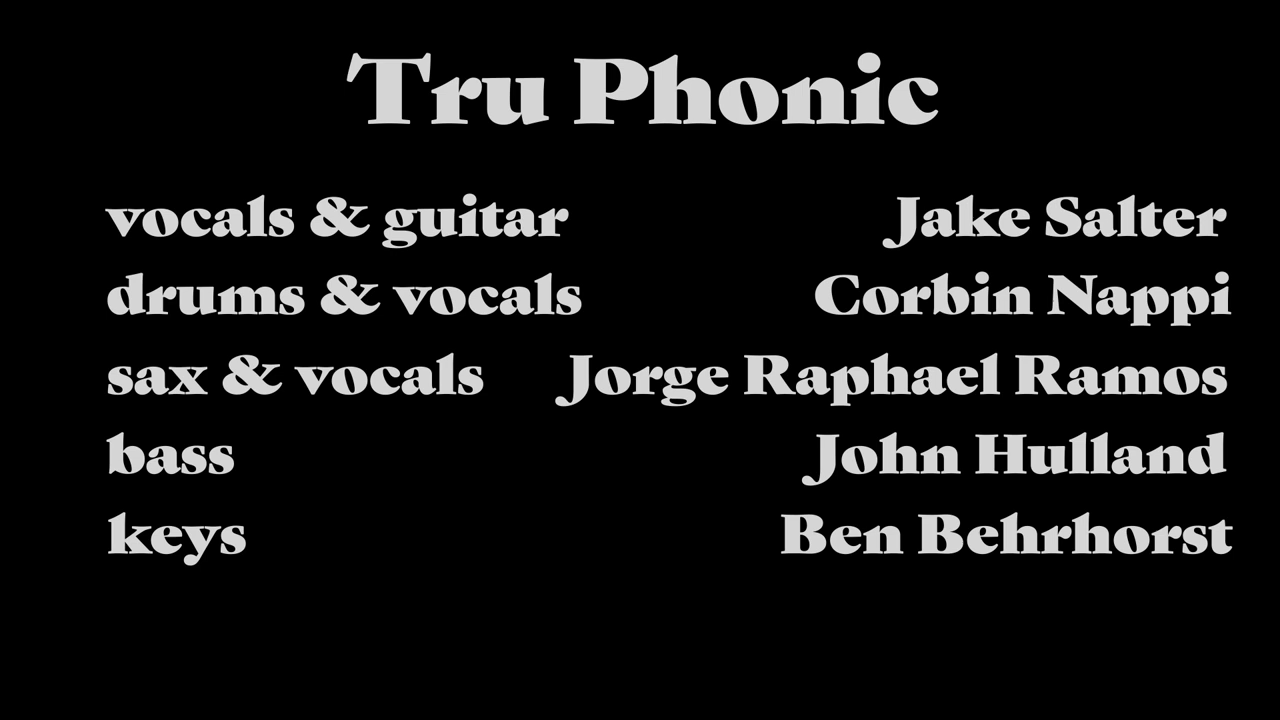 Tru Phonic
vocals & guitar Jake Salter
drums & vocals Corbin Nappi
sax & vocals Jorge Raphael Ramos
bass John Hulland
keys Ben Behrhorst